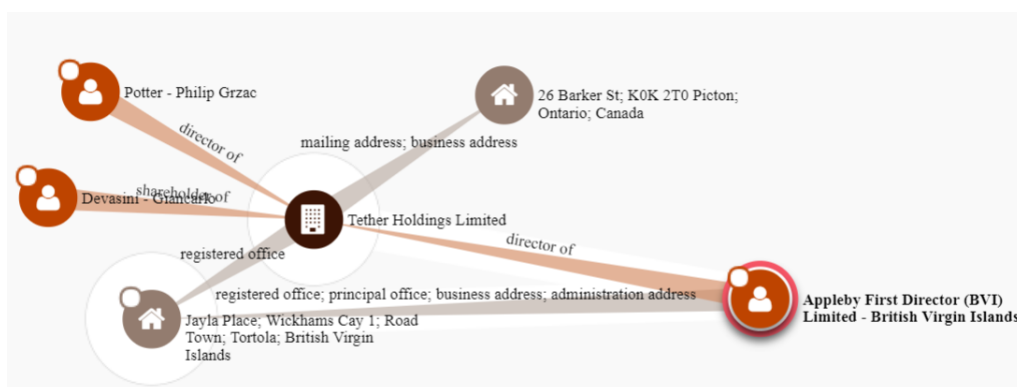 Potter - Philip Grzac
26 Barker St; K0K 2T0 Picton;
Ontario; Canada
director of
mailing address; business address
shareholder of
Devasini - Giancarlo
Tether Holdings Limited
director of
registered office
registered office; principal office; business address; administration address
Appleby First Director (BVI)
Limited - British Virgin Islands
Jayla Place; Wickhams Cay 1; Road
Town; Tortola; British Virgin
Islands